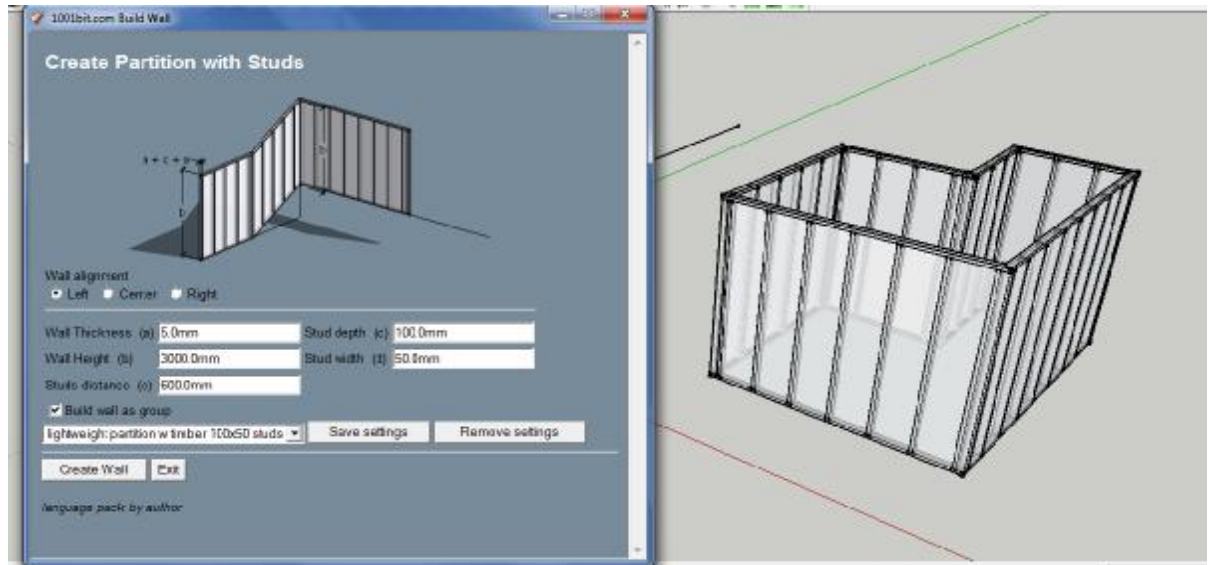 1001bit.com Build Wall
Create Partition with Studs
a + c + a
b
Wall alignment
Left Center Right
Wall Thickness (a) 5.0mm Stud depth (c) 100.0mm
Wall Height (b) 3000.0mm Stud width (d) 50.0mm
Studs distance (e) 600.0mm
Build wall as group
lightweigh: partition w timber 100x50 studs Save settings Remove settings
Create Wall Exit
language pack by author